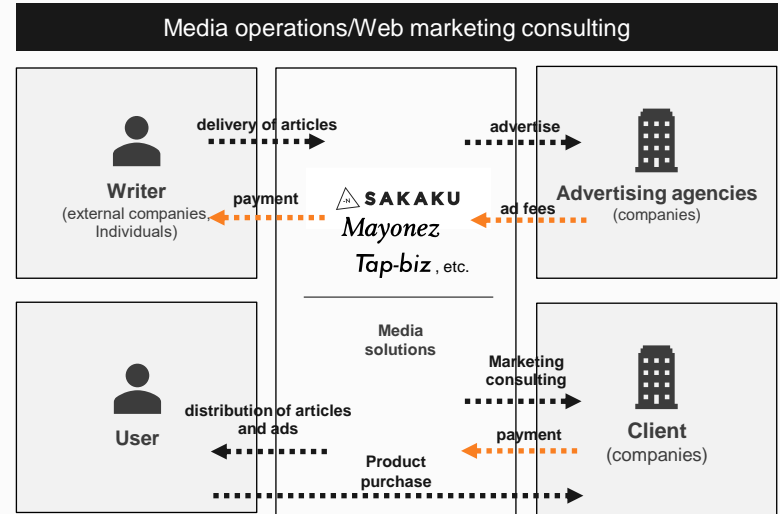 Media operations/Web marketing consulting
delivery of articles
advertise
Writer
(external companies,
Individuals)
payment
SAKAKU
Mayonez
Tap-biz , etc.
ad fees
Advertising agencies
(companies)
Media
solutions
Marketing
consulting
User
distribution of articles
and ads
payment
Client
(companies)
Product
purchase